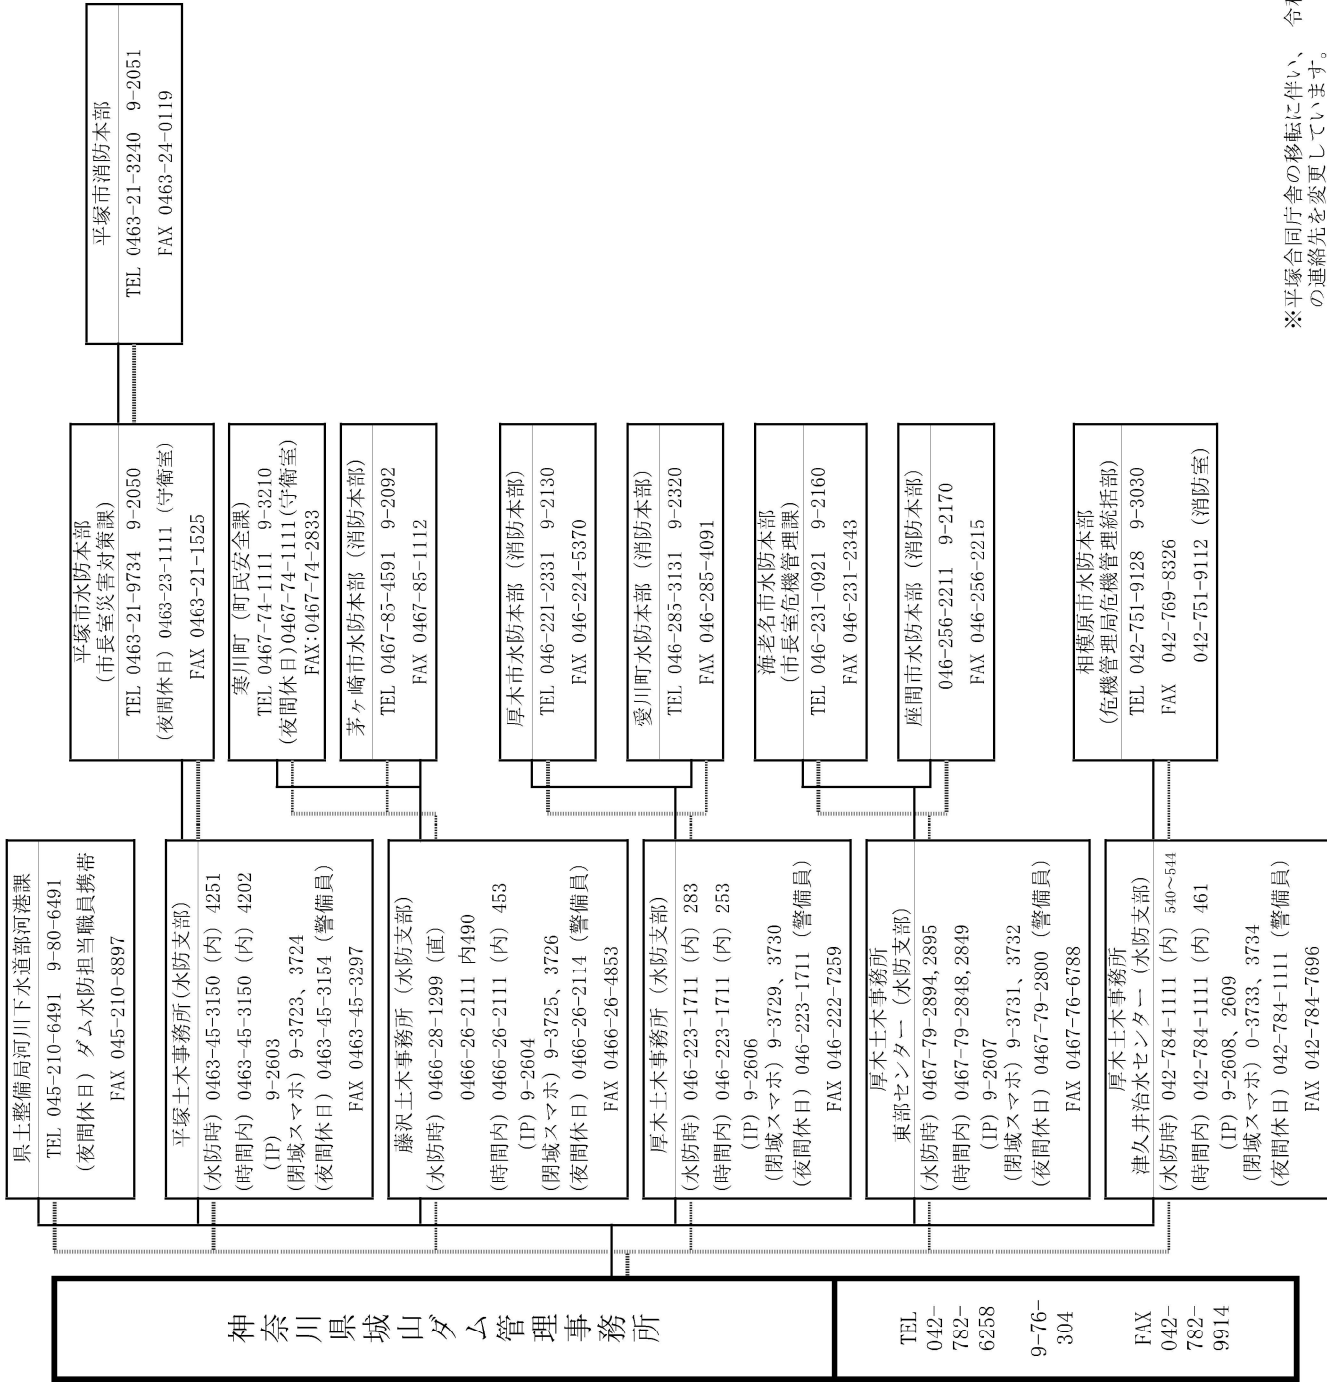 神奈川県城山ダム管理事務所
TEL
042-
782-
6258
9-76-
304
FAX
042-
782-
9914
県土整備局河川下水道部河港課
TEL 045-210-6491 9-80-6491
(夜間休日) ダム水防担当職員携帯
FAX 045-210-8897
平塚土木事務所(水防支部)
(水防時) 0463-45-3150 (内) 4251
(時間内) 0463-45-3150 (内) 4202
(IP) 9-2603
(閉域スマホ) 9-3723、3724
(夜間休日) 0463-45-3154 (警備員)
FAX 0463-45-3297
藤沢土木事務所 (水防支部)
(水防時) 0466-28-1299 (直)
0466-26-2111 内490
(時間内) 0466-26-2111 (内) 453
(IP) 9-2604
(閉域スマホ) 9-3725、3726
(夜間休日) 0466-26-2114 (警備員)
FAX 0466-26-4853
厚木土木事務所 (水防支部)
(水防時) 046-223-1711 (内) 283
(時間内) 046-223-1711 (内) 253
(IP) 9-2606
(閉域スマホ) 9-3729、3730
(夜間休日) 046-223-1711 (警備員)
FAX 046-222-7259
厚木土木事務所
東部センター (水防支部)
(水防時) 0467-79-2894,2895
(時間内) 0467-79-2848,2849
(IP) 9-2607
(閉域スマホ) 9-3731、3732
(夜間休日) 0467-79-2800 (警備員)
FAX 0467-76-6788
厚木土木事務所
津久井治水センター (水防支部)
(水防時) 042-784-1111 (内) 540~544
(時間内) 042-784-1111 (内) 461
(IP) 9-2608、2609
(閉域スマホ) 0-3733、3734
(夜間休日) 042-784-1111 (警備員)
FAX 042-784-7696
平塚市水防本部
(市長室災害対策課)
TEL 0463-21-9734 9-2050
(夜間休日) 0463-23-1111 (守衛室)
FAX 0463-21-1525
寒川町 (町民安全課)
TEL 0467-74-1111 9-3210
(夜間休日)0467-74-1111(守衛室)
FAX:0467-74-2833
茅ヶ崎市水防本部 (消防本部)
TEL 0467-85-4591 9-2092
FAX 0467-85-1112
厚木市水防本部 (消防本部)
TEL 046-221-2331 9-2130
FAX 046-224-5370
愛川町水防本部 (消防本部)
TEL 046-285-3131 9-2320
FAX 046-285-4091
海老名市水防本部
(市長室危機管理課)
TEL 046-231-0921 9-2160
FAX 046-231-2343
座間市水防本部 (消防本部)
046-256-2211 9-2170
FAX 046-256-2215
相模原市水防本部
(危機管理局危機管理統括部)
TEL 042-751-9128 9-3030
FAX 042-769-8326
042-751-9112 (消防室)
平塚市消防本部
TEL 0463-21-3240 9-2051
FAX 0463-24-0119
※平塚合同庁舎の移転に伴い、 令和
の連絡先を変更しています。